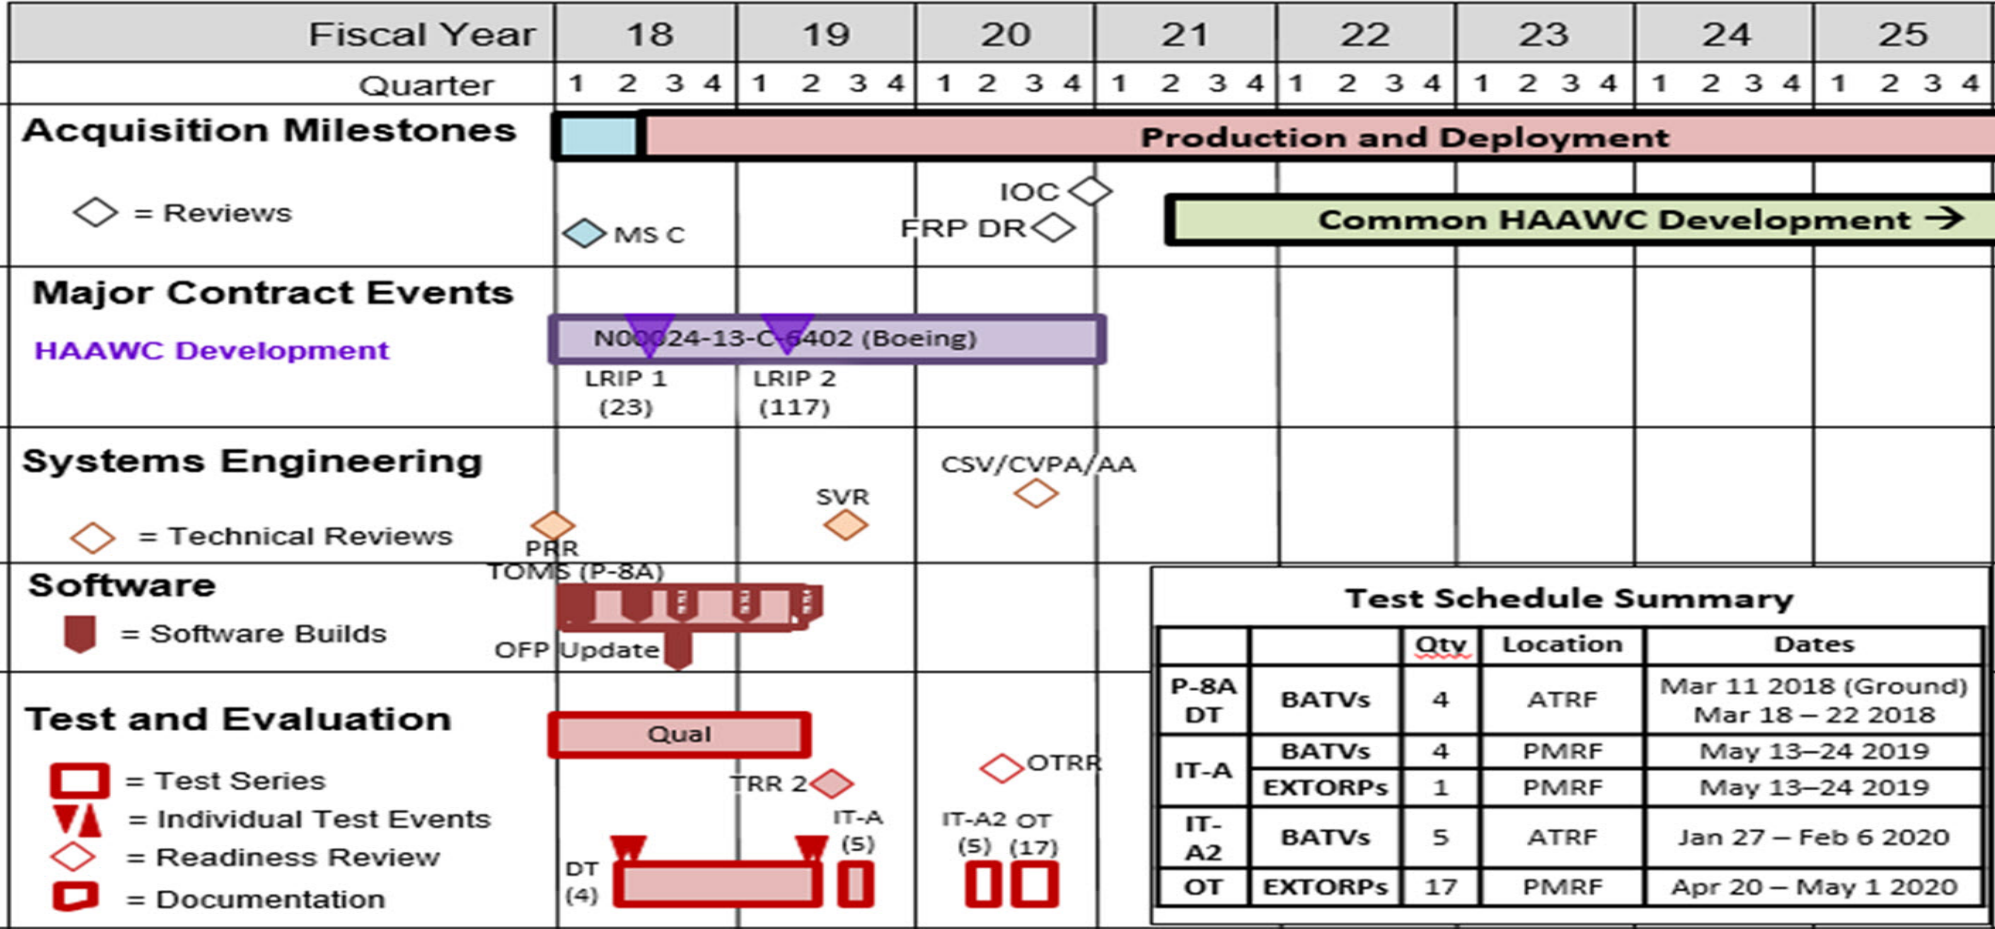 Fiscal Year 18 19 20 21 22 23 24 25
Quarter 1 2 3 4 1 2 3 4 1 2 3 4 1 2 3 4 1 2 3 4 1 2 3 4 1 2 3 4 1 2 3 4
Acquisition Milestones
Production and Deployment
= Reviews
MS C
IOC
FRP DR
Common HAAWC Development →
Major Contract Events
HAAWC Development
N00024-13-C-6402 (Boeing)
LRIP 1
(23)
LRIP 2
(117)
Systems Engineering
= Technical Reviews
PRR
SVR
CSV/CVPA/AA
Software
= Software Builds
TOMS (P-8A)
OFP Update
Test and Evaluation
= Test Series
= Individual Test Events
= Readiness Review
= Documentation
Qual
TRR 2
OTRR
DT
(4)
IT-A
(5)
IT-A2
(5)
OT
(17)
Test Schedule Summary
Qty Location Dates
P-8A
DT
BATVs 4 ATRF
Mar 11 2018 (Ground)
Mar 18 – 22 2018
IT-A
BATVs 4 PMRF May 13–24 2019
EXTORPs 1 PMRF May 13–24 2019
IT-
A2
BATVs 5 ATRF Jan 27 – Feb 6 2020
OT EXTORPs 17 PMRF Apr 20 – May 1 2020